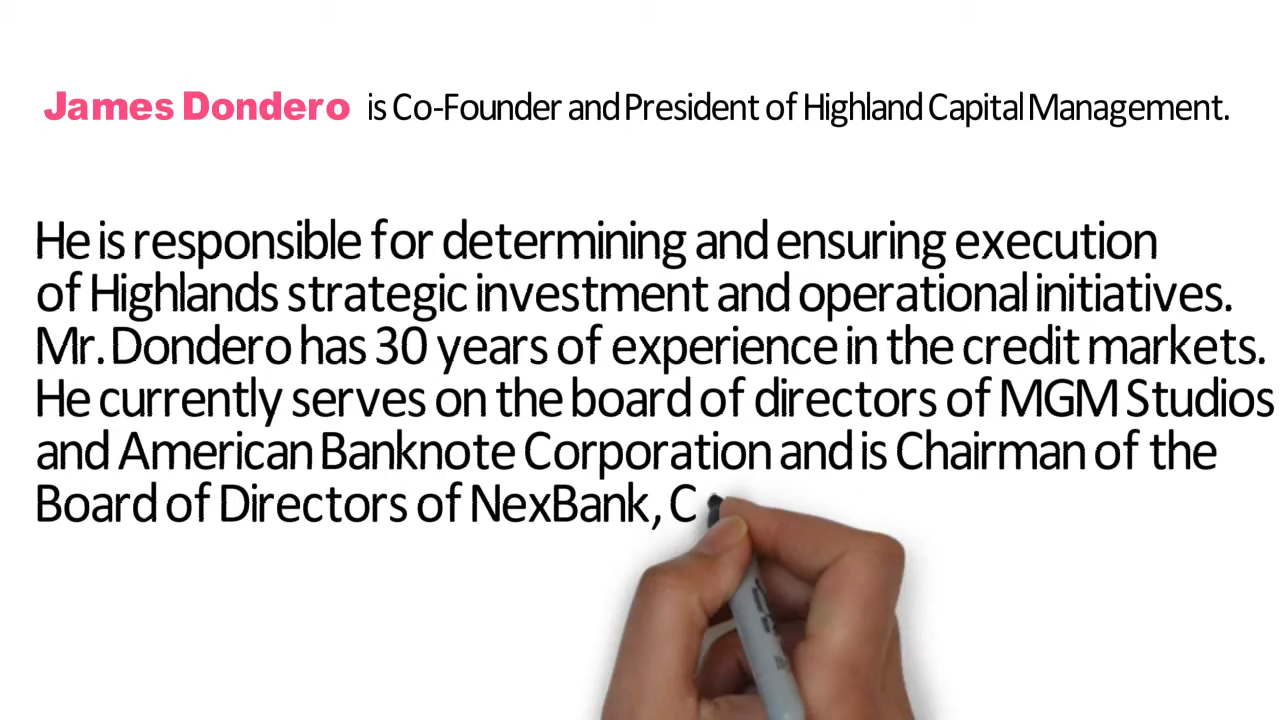 James Dondero is Co-Founder and President of Highland Capital Management.
He is responsible for determining and ensuring execution
of Highlands strategic investment and operational initiatives.
Mr. Dondero has 30 years of experience in the credit markets.
He currently serves on the board of directors of MGM Studios
and American Banknote Corporation and is Chairman of the
Board of Directors of NexBank, C